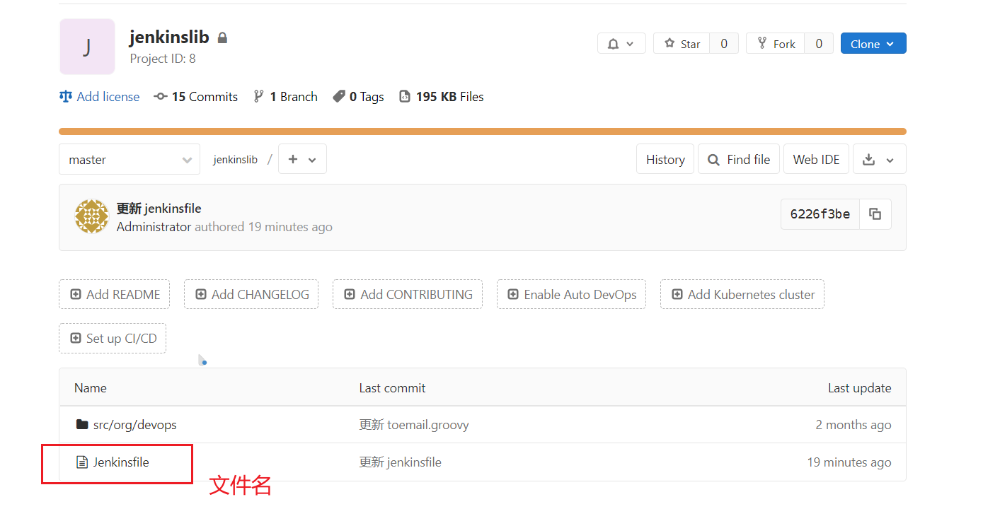 J
jenkinslib
Project ID: 8
Star 0 Fork 0 Clone
Add license 15 Commits 1 Branch 0 Tags 195 KB Files
master jenkinslib / + History Find file Web IDE
更新 jenkinsfile
Administrator authored 19 minutes ago
6226f3be
Add README Add CHANGELOG Add CONTRIBUTING Enable Auto DevOps Add Kubernetes cluster
Set up CI/CD
Name Last commit Last update
src/org/devops 更新 toemail.groovy 2 months ago
Jenkinsfile 更新 jenkinsfile 19 minutes ago
文件名